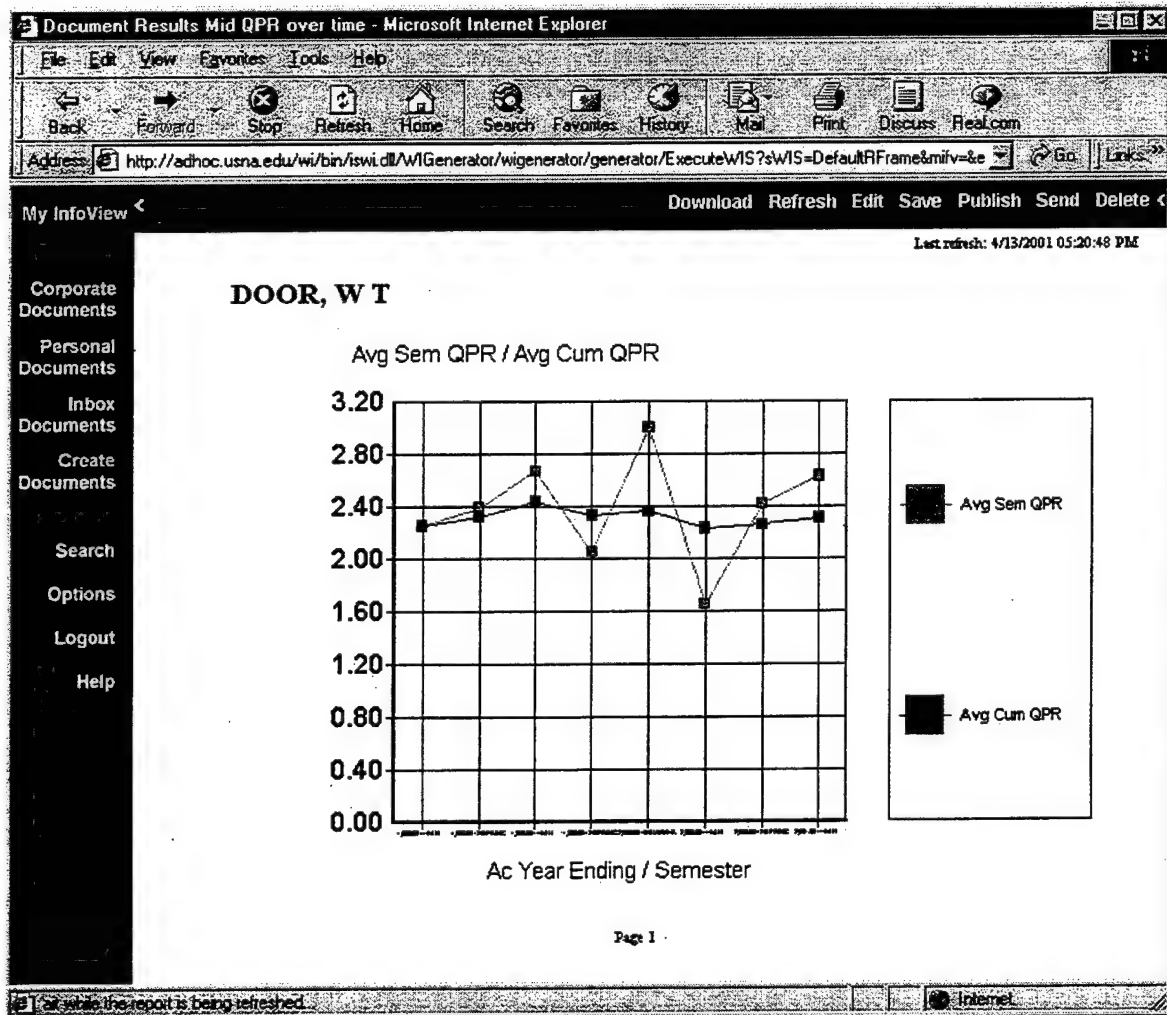 Document Results Mid QPR over time - Microsoft Internet Explorer
File Edit View Favorites Tools Help
Back Forward Stop Refresh Home Search Favorites History Mail Print Discuss Real.com
Address http://adhoc.usna.edu/wi/bin/iswi.dll/WIGenerator/wigenerator/generator/ExecuteWIS?sWIS=DefaultRFrame&mifv=&e Go Links »
My InfoView < Download Refresh Edit Save Publish Send Delete <
Last refresh: 4/13/2001 05:20:48 PM
Corporate
Documents
Personal
Documents
Inbox
Documents
Create
Documents
Search
Options
Logout
Help
DOOR, W T
Avg Sem QPR / Avg Cum QPR
3.20
2.80
2.40
2.00
1.60
1.20
0.80
0.40
0.00
Avg Sem QPR
Avg Cum QPR
Ac Year Ending / Semester
Page 1
while the report is being refreshed.
Internet